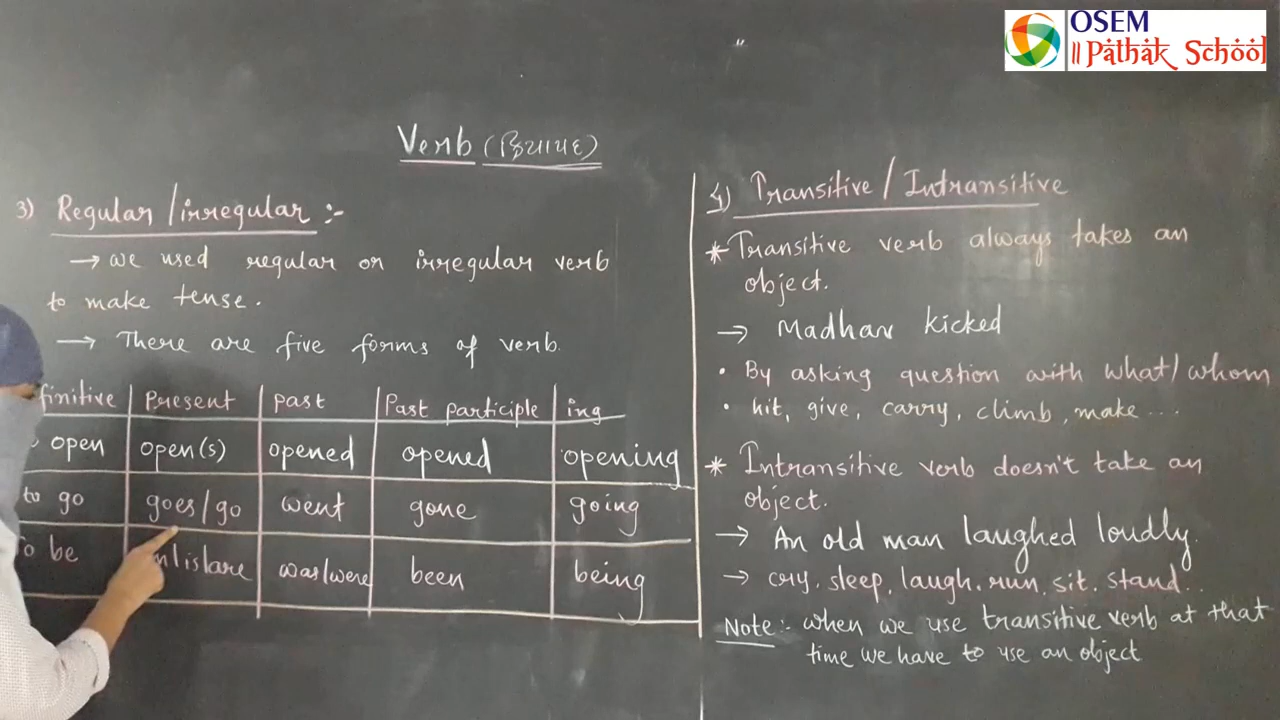 OSEM
॥ Pathak School
Verb (ક્રિયાપદ)
3) Regular/irregular :-
→ we used regular or irregular verb
to make tense.
→ There are five forms of verb.
finitive Present past Past participle ing
open open(s) opened opened opening
to go goes/go went gone going
To be is/are was/were been being
4) Transitive/Intransitive
* Transitive verb always takes an
object.
→ Madhav kicked
• By asking question with what/whom
• hit, give, carry, climb, make ....
* Intransitive verb doesn't take an
object.
→ An old man laughed loudly.
→ cry, sleep, laugh, run, sit, stand..
Note:- when we use transitive verb at that
time we have to use an object